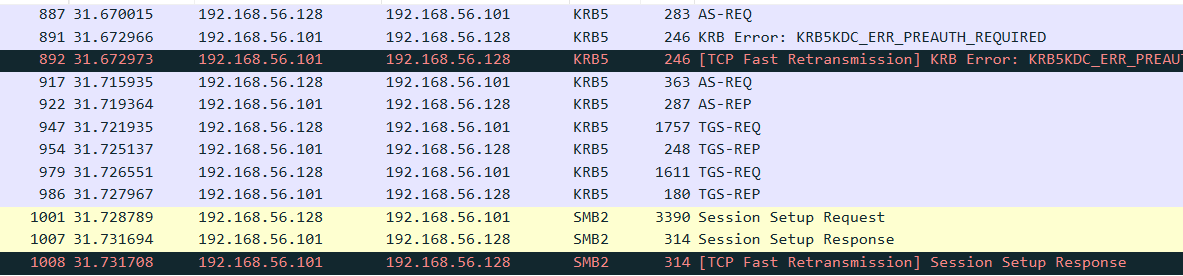 887 31.670015 192.168.56.128 192.168.56.101 KRB5 283 AS-REQ
891 31.672966 192.168.56.101 192.168.56.128 KRB5 246 KRB Error: KRB5KDC_ERR_PREAUTH_REQUIRED
892 31.672973 192.168.56.101 192.168.56.128 KRB5 246 [TCP Fast Retransmission] KRB Error: KRB5KDC_ERR_PREAUT
917 31.715935 192.168.56.128 192.168.56.101 KRB5 363 AS-REQ
922 31.719364 192.168.56.101 192.168.56.128 KRB5 287 AS-REP
947 31.721935 192.168.56.128 192.168.56.101 KRB5 1757 TGS-REQ
954 31.725137 192.168.56.101 192.168.56.128 KRB5 248 TGS-REP
979 31.726551 192.168.56.128 192.168.56.101 KRB5 1611 TGS-REQ
986 31.727967 192.168.56.101 192.168.56.128 KRB5 180 TGS-REP
1001 31.728789 192.168.56.128 192.168.56.101 SMB2 3390 Session Setup Request
1007 31.731694 192.168.56.101 192.168.56.128 SMB2 314 Session Setup Response
1008 31.731708 192.168.56.101 192.168.56.128 SMB2 314 [TCP Fast Retransmission] Session Setup Response